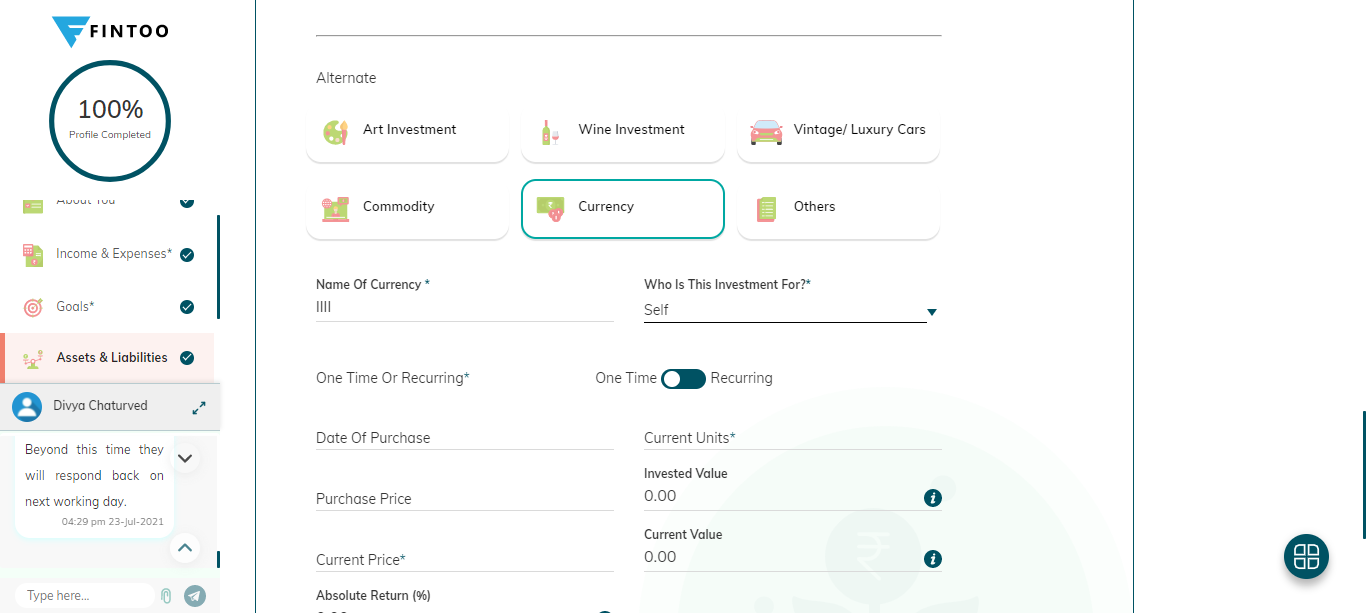 FINTOO
100%
Profile Completed
About You
Income & Expenses*
Goals*
Assets & Liabilities
Divya Chaturved
Beyond this time they
will respond back on
next working day.
04:29 pm 23-Jul-2021
Type here...
Alternate
Art Investment
Wine Investment
Vintage/ Luxury Cars
Commodity
Currency
Others
Name Of Currency *
Who Is This Investment For?*
llll
Self
One Time Or Recurring*
One Time
Recurring
Date Of Purchase
Current Units*
Invested Value
Purchase Price
0.00
Current Value
Current Price*
0.00
Absolute Return (%)
0.00